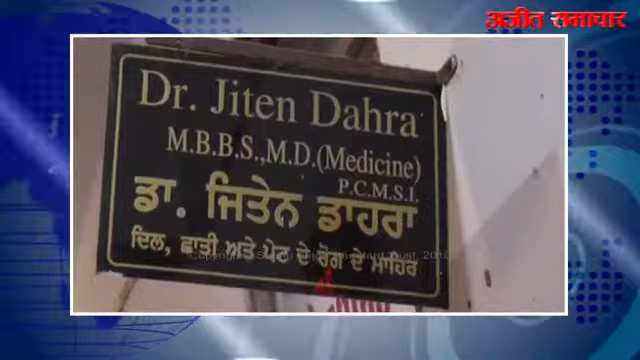 अजीत समाचार
Dr. Jiten Dahra
M.B.B.S.,M.D.(Medicine)
P.C.M.S.I.
ਡਾ. ਜਿਤੇਨ ਡਾਹਰਾ
ਦਿਲ, ਛਾਤੀ ਅਤੇ ਪੇਟ ਦੇ ਰੋਗ ਦੇ ਮਾਹਿਰ